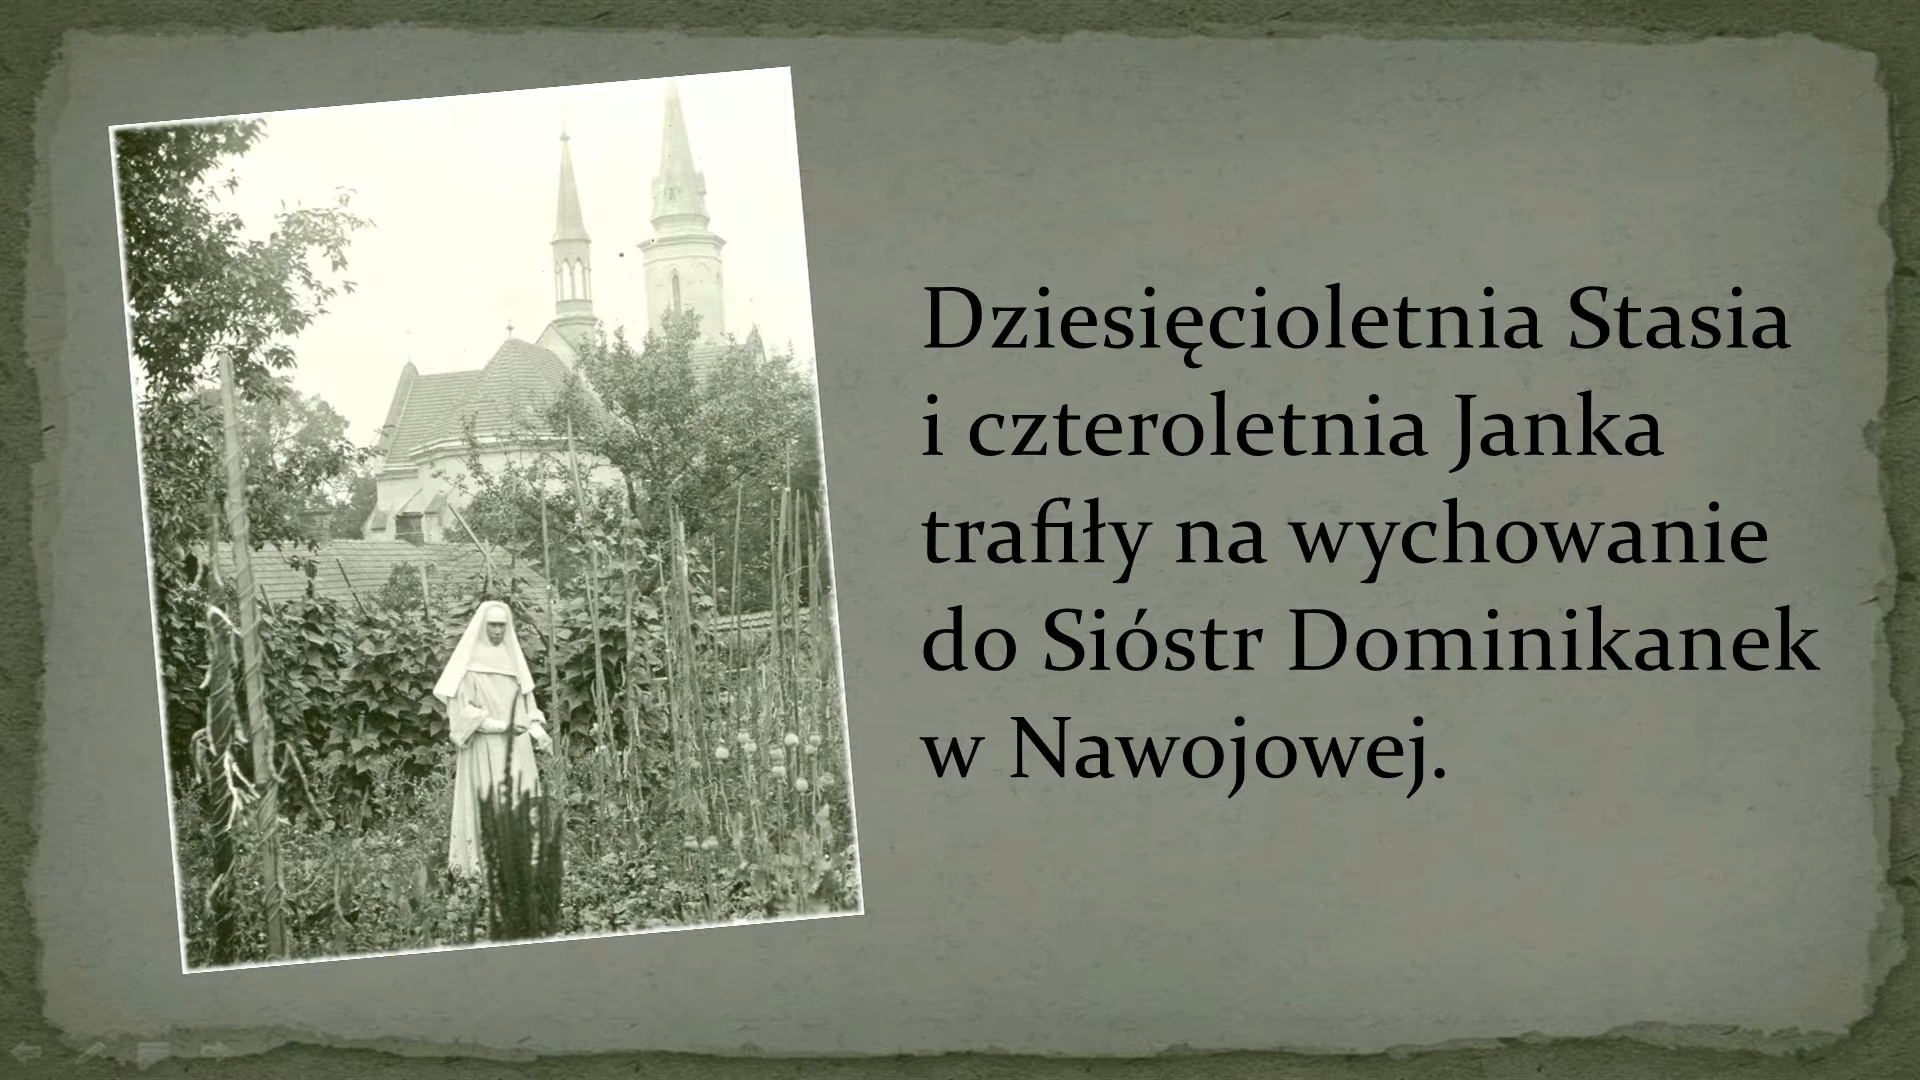 Dziesięcioletnia Stasia
i czteroletnia Janka
trafiły na wychowanie
do Sióstr Dominikanek
w Nawojowej.